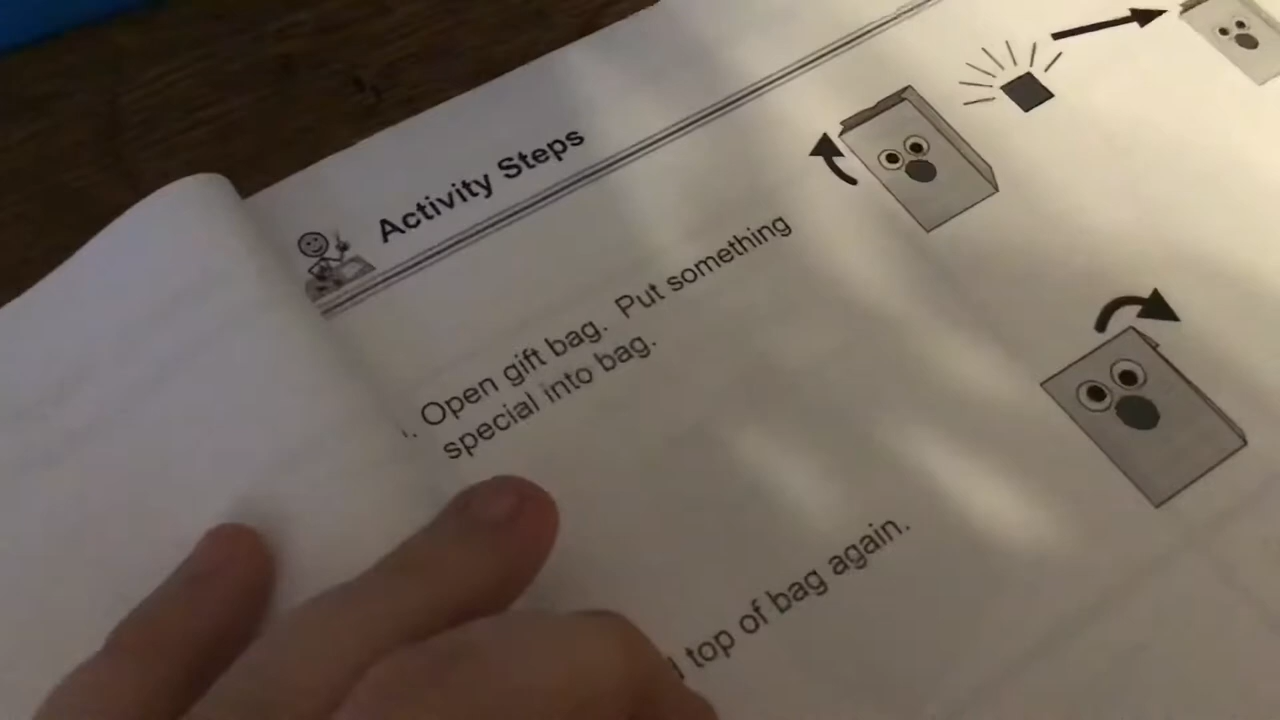 Activity Steps
. Open gift bag. Put something
special into bag.
top of bag again.